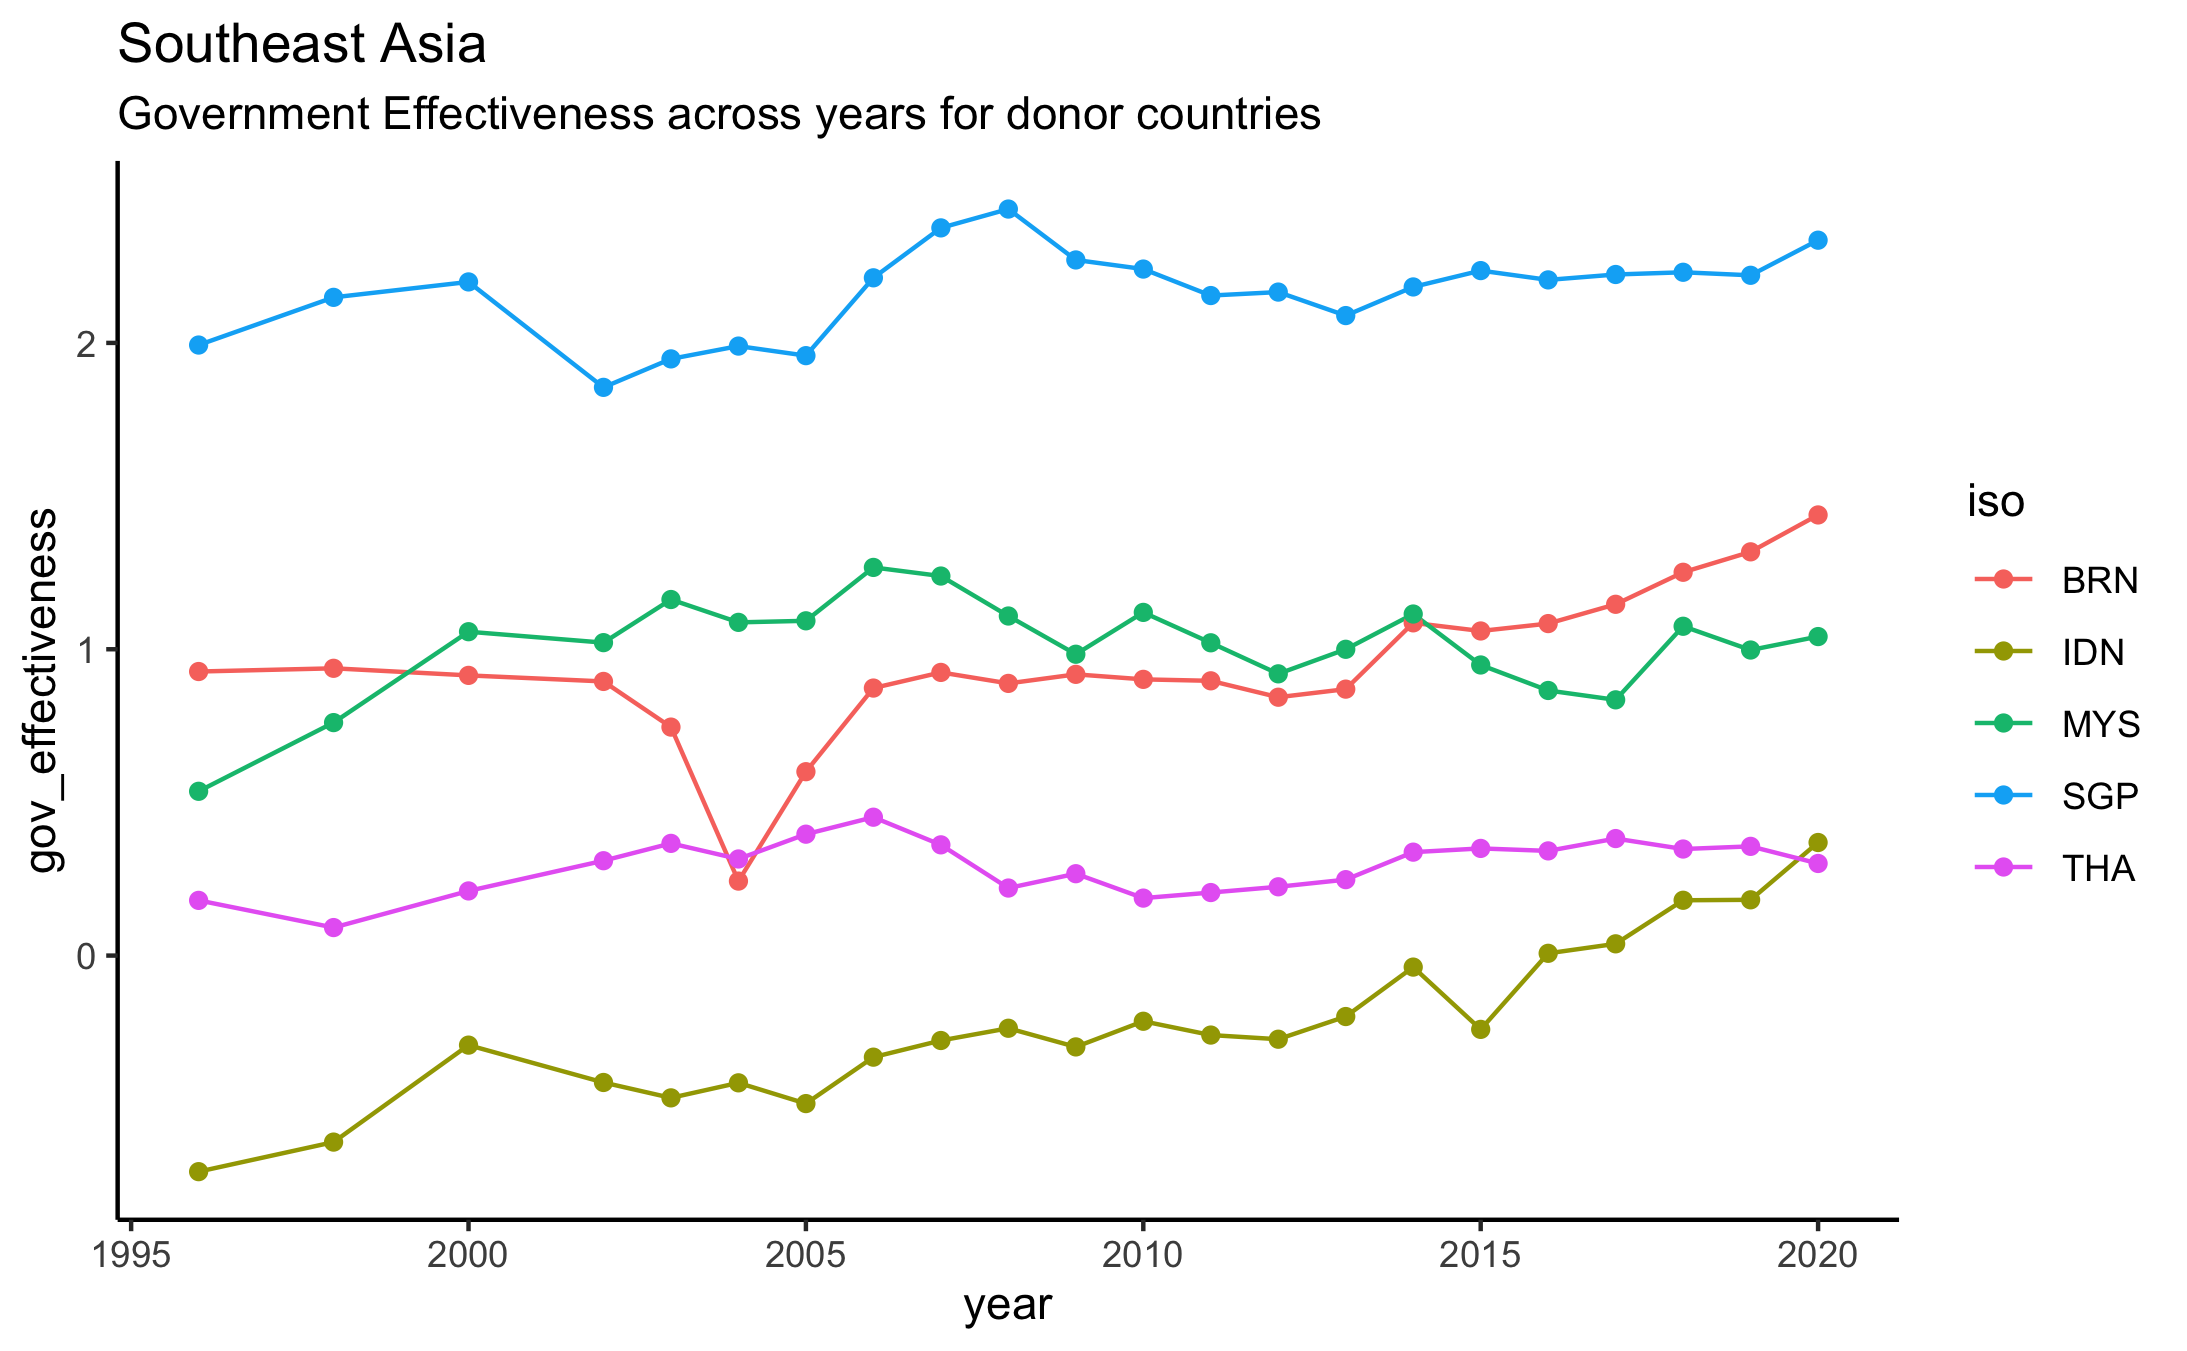 Southeast Asia
Government Effectiveness across years for donor countries
gov_effectiveness
2
1
0
1995
2000
2005
2010
2015
2020
year
iso
BRN
IDN
MYS
SGP
THA